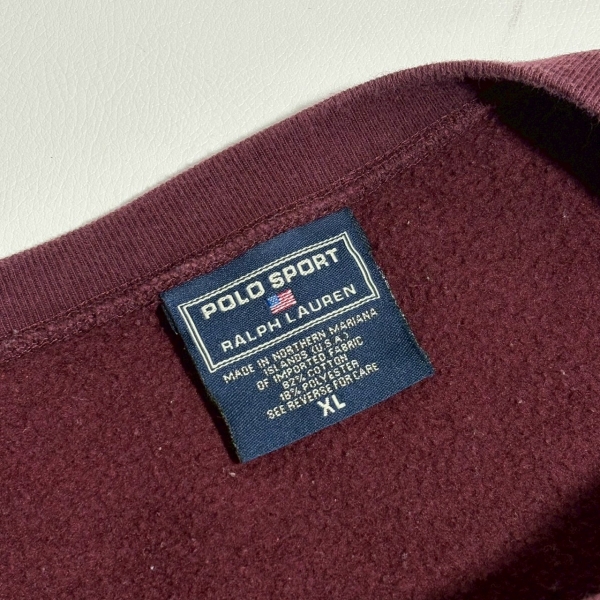 POLO SPORT
RALPH LAUREN
MADE IN NORTHERN MARIANA
ISLANDS (U.S.A.)
OF IMPORTED FABRIC
82% COTTON
18% POLYESTER
SEE REVERSE FOR CARE
XL